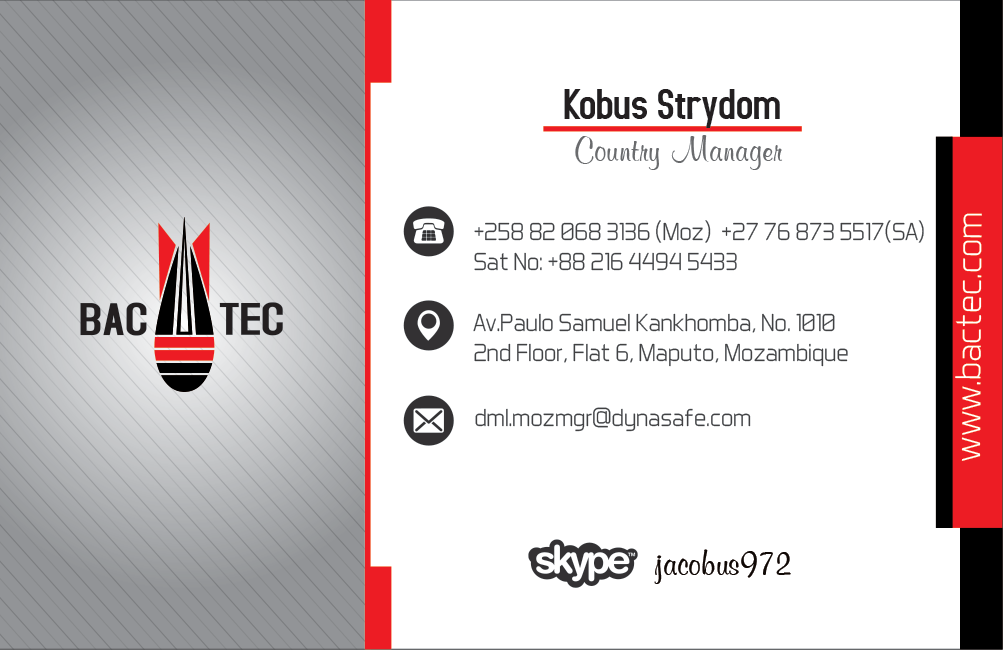 BAC TEC
Kobus Strydom
Country Manager
+258 82 068 3136 (Moz) +27 76 873 5517(SA)
Sat No: +88 216 4494 5433
Av.Paulo Samuel Kankhomba, No. 1010
2nd Floor, Flat 6, Maputo, Mozambique
dml.mozmgr@dynasafe.com
skype™ jacobus972
www.bactec.com